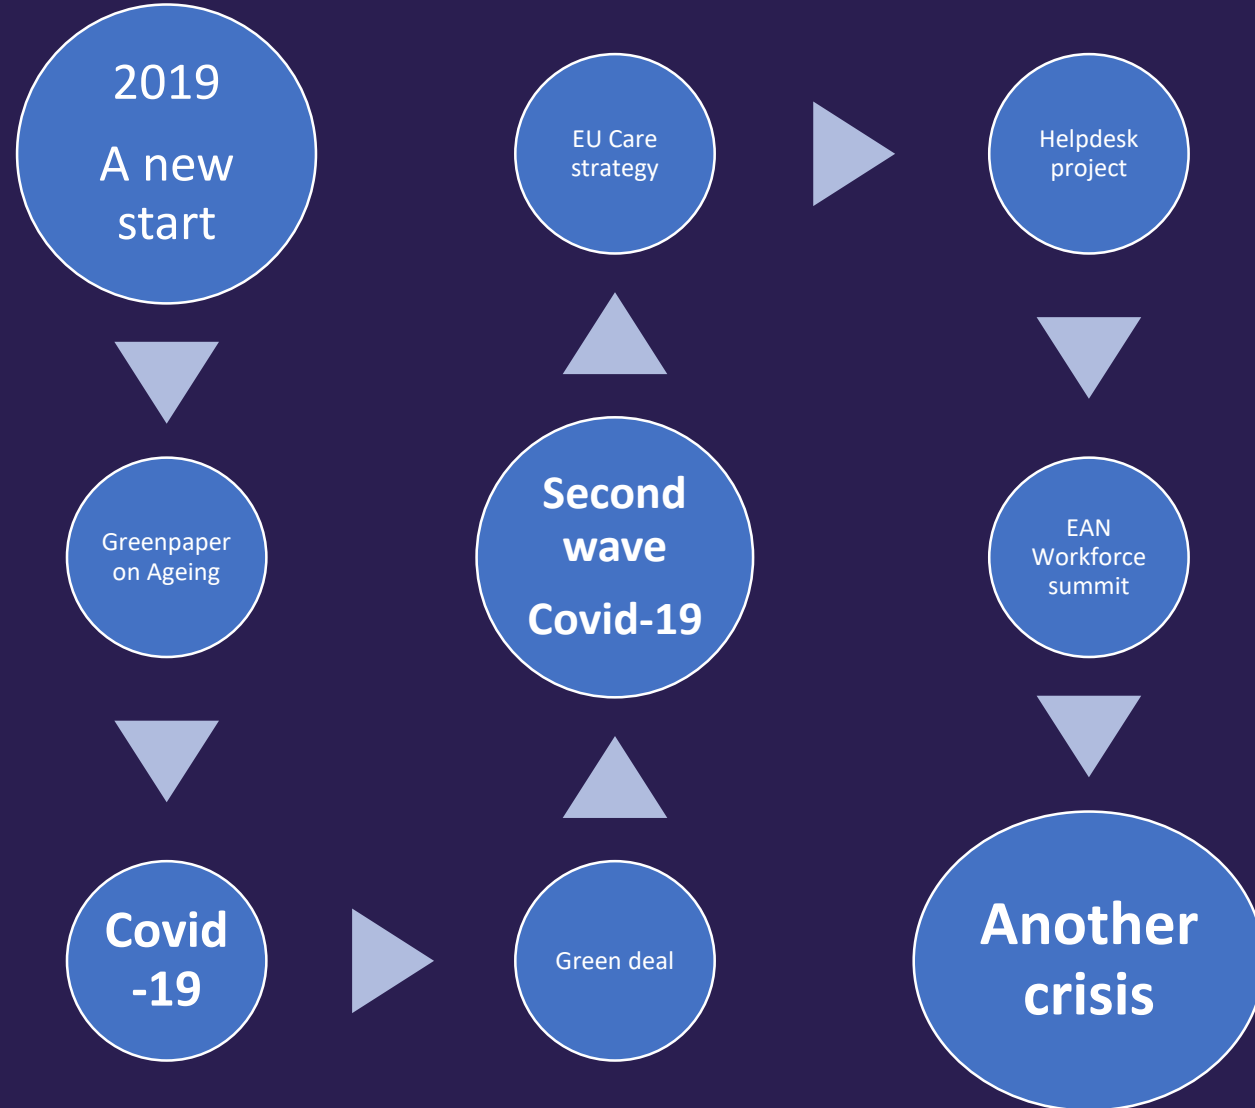 2019
A new
start
Greenpaper
on Ageing
Covid
-19
Green deal
Second
wave
Covid-19
EU Care
strategy
Helpdesk
project
EAN
Workforce
summit
Another
crisis